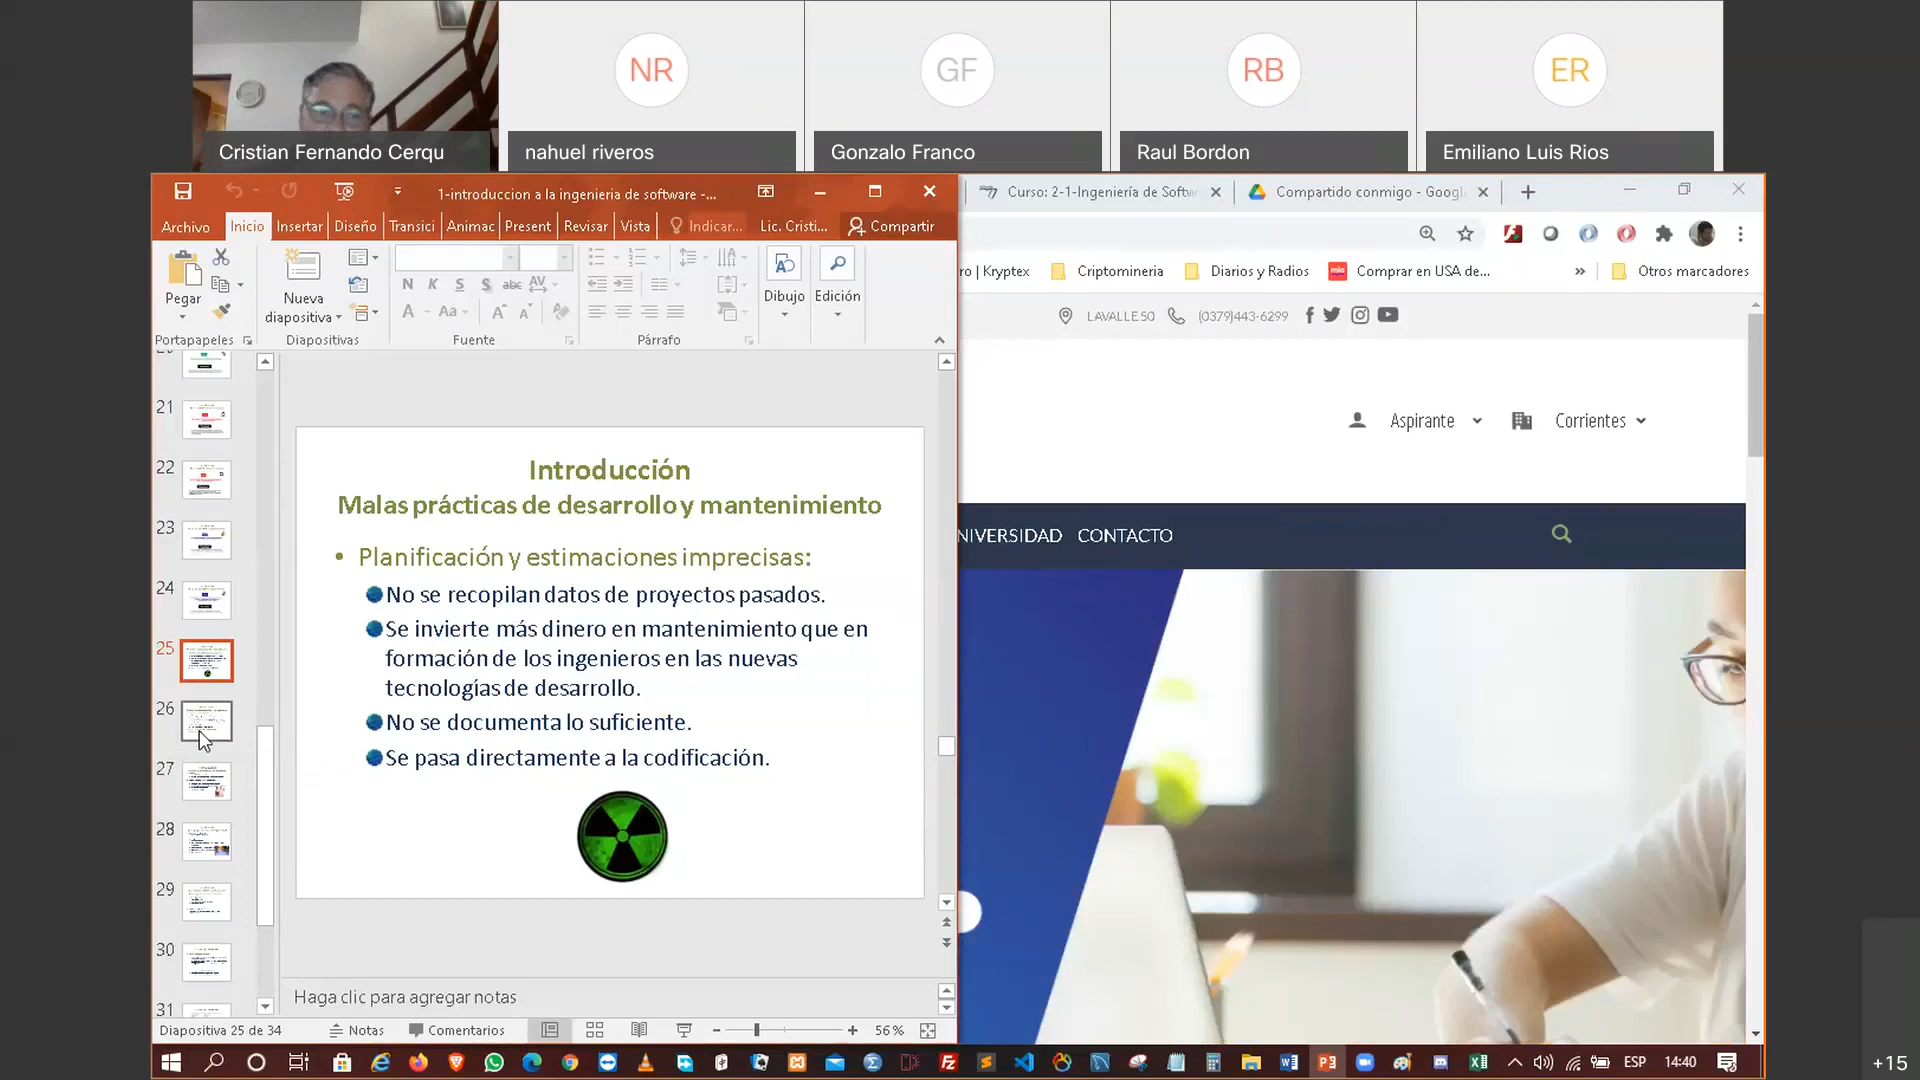 NR
GF
RB
ER
Cristian Fernando Cerqu
nahuel riveros
Gonzalo Franco
Raul Bordon
Emiliano Luis Rios
1-introduccion a la ingenieria de software -...
Archivo Inicio Insertar Diseño Transici Animac Present Revisar Vista Indicar... Lic. Cristi... Compartir
Pegar
Nueva
diapositiva
N K S S abc AV
A Aa A A
Dibujo
Edición
Portapapeles Diapositivas Fuente Párrafo
21
22
23
24
25
26
27
28
29
30
31
Introducción
Malas prácticas de desarrollo y mantenimiento
• Planificación y estimaciones imprecisas:
No se recopilan datos de proyectos pasados.
Se invierte más dinero en mantenimiento que en
formación de los ingenieros en las nuevas
tecnologías de desarrollo.
No se documenta lo suficiente.
Se pasa directamente a la codificación.
Haga clic para agregar notas
Diapositiva 25 de 34 Notas Comentarios 56 %
Curso: 2-1-Ingeniería de Softw
Compartido conmigo - Googl
ro | Kryptex Criptomineria Diarios y Radios Comprar en USA de... » Otros marcadores
LAVALLE 50 (0379)443-6299
Aspirante Corrientes
NIVERSIDAD CONTACTO
ESP 14:40
+15